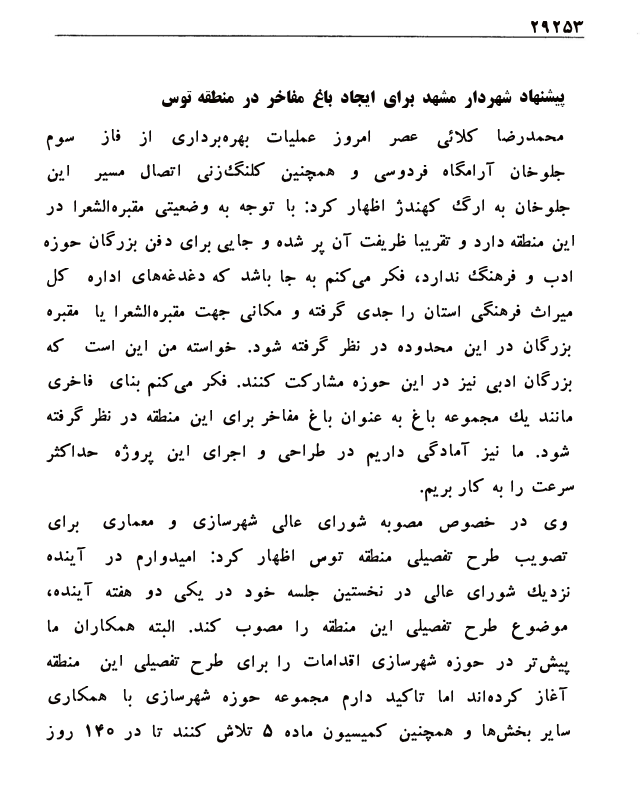 ۲۹۲۵۳
پیشنهاد شهردار مشهد برای ایجاد باغ مفاخر در منطقه توس
محمدرضا کلائی عصر امروز عملیات بهره‌برداری از فاز سوم
جلوخان آرامگاه فردوسی و همچنین کلنگ‌زنی اتصال مسیر این
جلوخان به ارگ کهندژ اظهار کرد: با توجه به وضعیتی مقبره‌الشعرا در
این منطقه دارد و تقریبا ظریفت آن پر شده و جایی برای دفن بزرگان حوزه
ادب و فرهنگ ندارد، فکر می‌کنم به جا باشد که دغدغه‌های اداره کل
میراث فرهنگی استان را جدی گرفته و مکانی جهت مقبره‌الشعرا یا مقبره
بزرگان در این محدوده در نظر گرفته شود. خواسته من این است که
بزرگان ادبی نیز در این حوزه مشارکت کنند. فکر می‌کنم بنای فاخری
مانند یك مجموعه باغ به عنوان باغ مفاخر برای این منطقه در نظر گرفته
شود. ما نیز آمادگی داریم در طراحی و اجرای این پروژه حداکثر
سرعت را به کار بریم.
وی در خصوص مصوبه شورای عالی شهرسازی و معماری برای
تصویب طرح تفصیلی منطقه توس اظهار کرد: امیدوارم در آینده
نزدیك شورای عالی در نخستین جلسه خود در یکی دو هفته آینده،
موضوع طرح تفصیلی این منطقه را مصوب کند. البته همکاران ما
پیش‌تر در حوزه شهرسازی اقدامات را برای طرح تفصیلی این منطقه
آغاز کرده‌اند اما تاکید دارم مجموعه حوزه شهرسازی با همکاری
سایر بخش‌ها و همچنین کمیسیون ماده ۵ تلاش کنند تا در ۱۴۰ روز